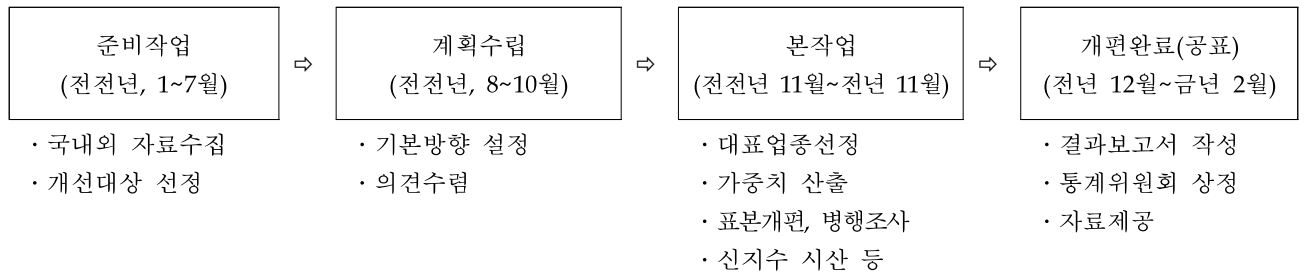 준비작업
(전전년, 1~7월)
· 국내외 자료수집
· 개선대상 선정
⇨
계획수립
(전전년, 8~10월)
· 기본방향 설정
· 의견수렴
⇨
본작업
(전전년 11월~전년 11월)
· 대표업종선정
· 가중치 산출
· 표본개편, 병행조사
· 신지수 시산 등
⇨
개편완료(공표)
(전년 12월~금년 2월)
· 결과보고서 작성
· 통계위원회 상정
· 자료제공